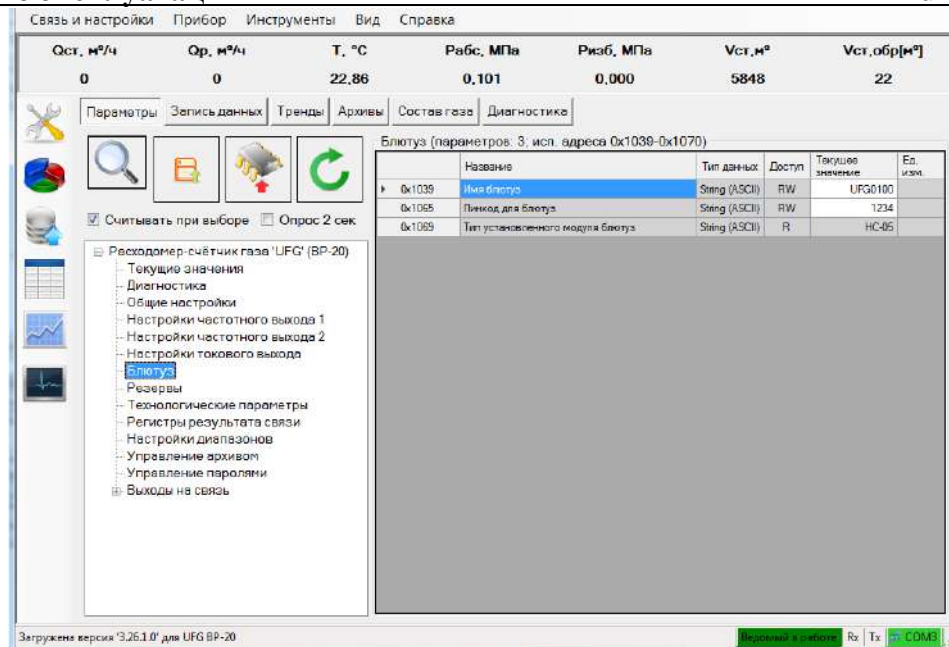 Связь и настройки Прибор Инструменты Вид Справка
Qст, м³/ч Qр, м³/ч T, °C Pабс, МПа Pизб, МПа Vст,м³ Vст,обр[м³]
0 0 22,86 0,101 0,000 5848 22
Параметры Запись данных Тренды Архивы Состав газа Диагностика
Блютуз (параметров: 3; исп. адреса 0x1039-0x1070)
Название Тип данных Доступ Текущее значение Ед. изм.
0x1039 Имя блютуз String (ASCII) RW UFG0100
0x1065 Пинкод для блютуз String (ASCII) RW 1234
0x1069 Тип установленного модуля блютуз String (ASCII) R HC-05
Считывать при выборе Опрос 2 сек
Расходомер-счётчик газа 'UFG' (BP-20)
Текущие значения
Диагностика
Общие настройки
Настройки частотного выхода 1
Настройки частотного выхода 2
Настройки токового выхода
Блютуз
Резервы
Технологические параметры
Регистры результата связи
Настройки диапазонов
Управление архивом
Управление паролями
Выходы на связь
Загружена версия '3.26.1.0' для UFG BP-20
Ведомый в работе Rx Tx COM3